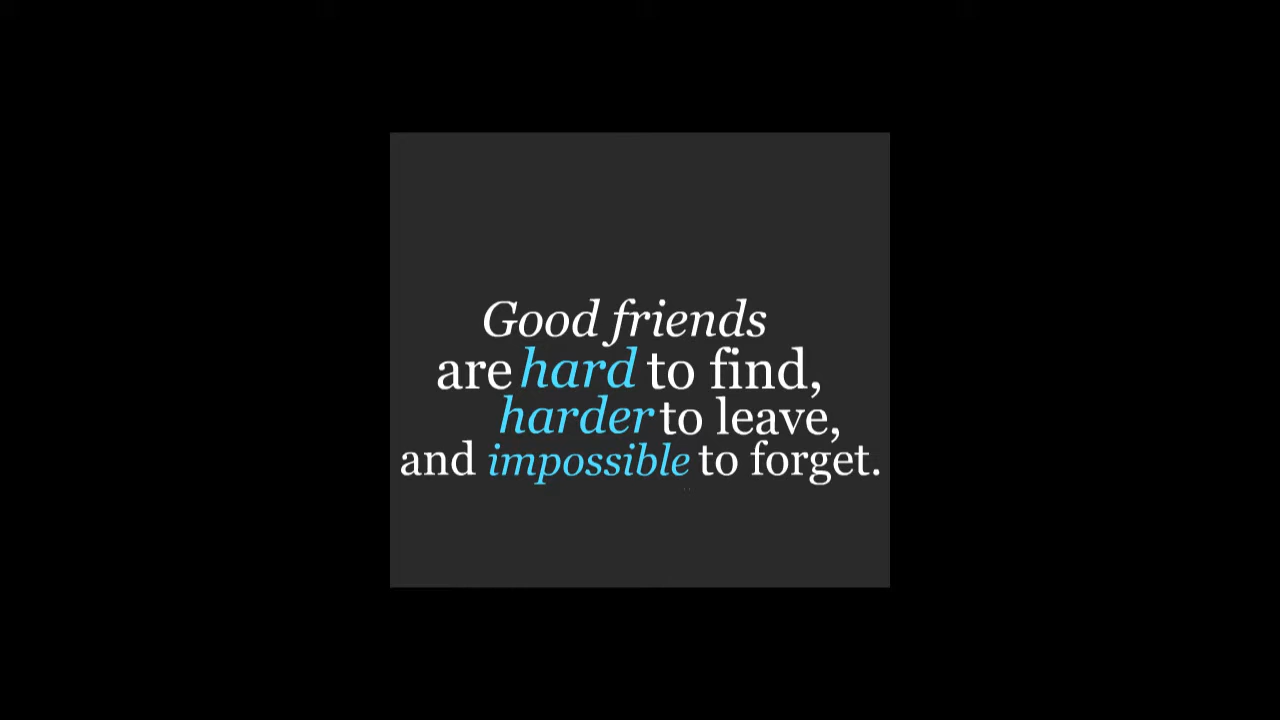 Good friends
are hard to find,
harder to leave,
and impossible to forget.